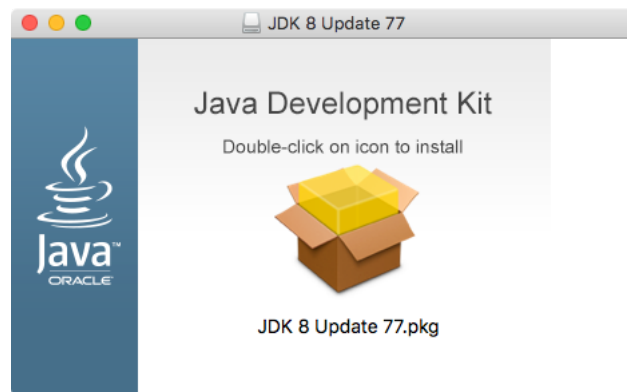 JDK 8 Update 77
Java Development Kit
Double-click on icon to install
Java™
ORACLE
JDK 8 Update 77.pkg